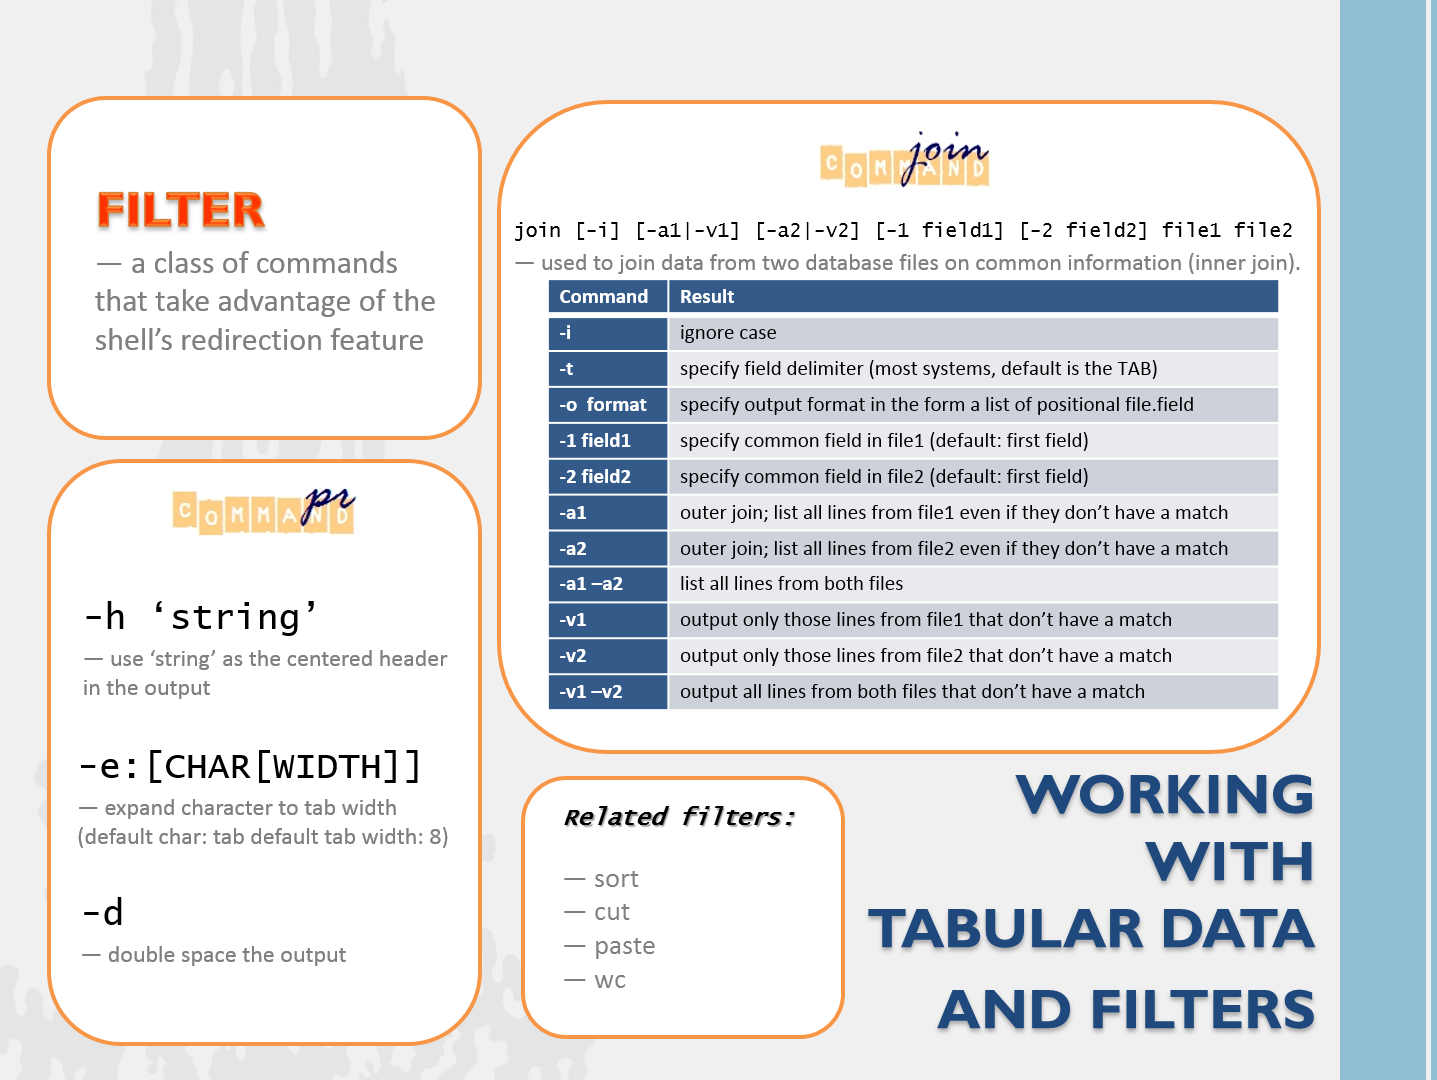 FILTER
— a class of commands
that take advantage of the
shell’s redirection feature
COMMAND pr
-h ‘string’
— use ‘string’ as the centered header
in the output
-e:[CHAR[WIDTH]]
— expand character to tab width
(default char: tab default tab width: 8)
-d
— double space the output
COMMAND join
join [-i] [-a1|-v1] [-a2|-v2] [-1 field1] [-2 field2] file1 file2
— used to join data from two database files on common information (inner join).
Command Result
-i ignore case
-t specify field delimiter (most systems, default is the TAB)
-o format specify output format in the form a list of positional file.field
-1 field1 specify common field in file1 (default: first field)
-2 field2 specify common field in file2 (default: first field)
-a1 outer join; list all lines from file1 even if they don’t have a match
-a2 outer join; list all lines from file2 even if they don’t have a match
-a1 –a2 list all lines from both files
-v1 output only those lines from file1 that don’t have a match
-v2 output only those lines from file2 that don’t have a match
-v1 –v2 output all lines from both files that don’t have a match
Related filters:
— sort
— cut
— paste
— wc
WORKING
WITH
TABULAR DATA
AND FILTERS